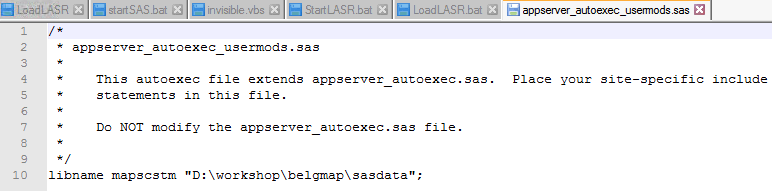 LoadLASR startSAS.bat invisible.vbs StartLASR.bat LoadLASR.bat appserver_autoexec_usermods.sas
1 /*
2 * appserver_autoexec_usermods.sas
3 *
4 * This autoexec file extends appserver_autoexec.sas. Place your site-specific include
5 * statements in this file.
6 *
7 * Do NOT modify the appserver_autoexec.sas file.
8 *
9 */
10 libname mapscstm "D:\workshop\belgmap\sasdata";